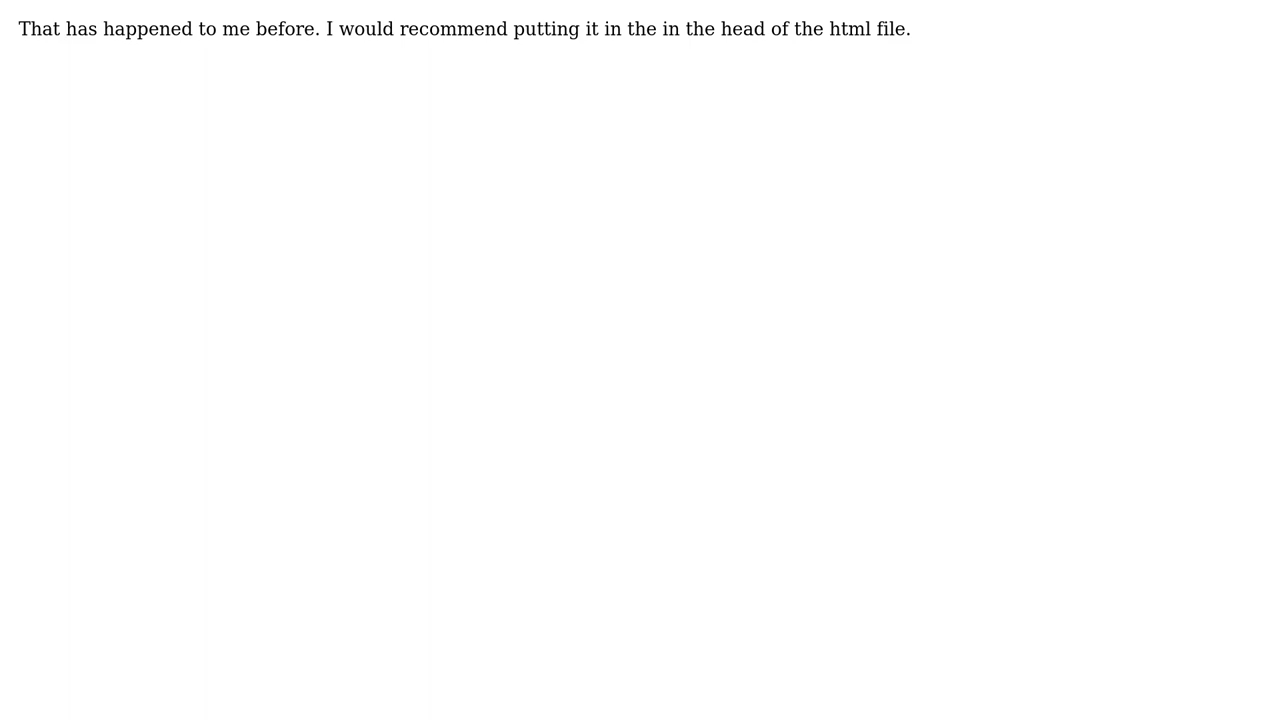 That has happened to me before. I would recommend putting it in the in the head of the html file.